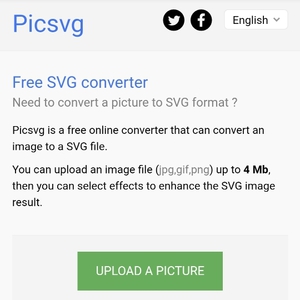 Picsvg
English
Free SVG converter
Need to convert a picture to SVG format ?
Picsvg is a free online converter that can convert an
image to a SVG file.
You can upload an image file (jpg,gif,png) up to 4 Mb,
then you can select effects to enhance the SVG image
result.
UPLOAD A PICTURE